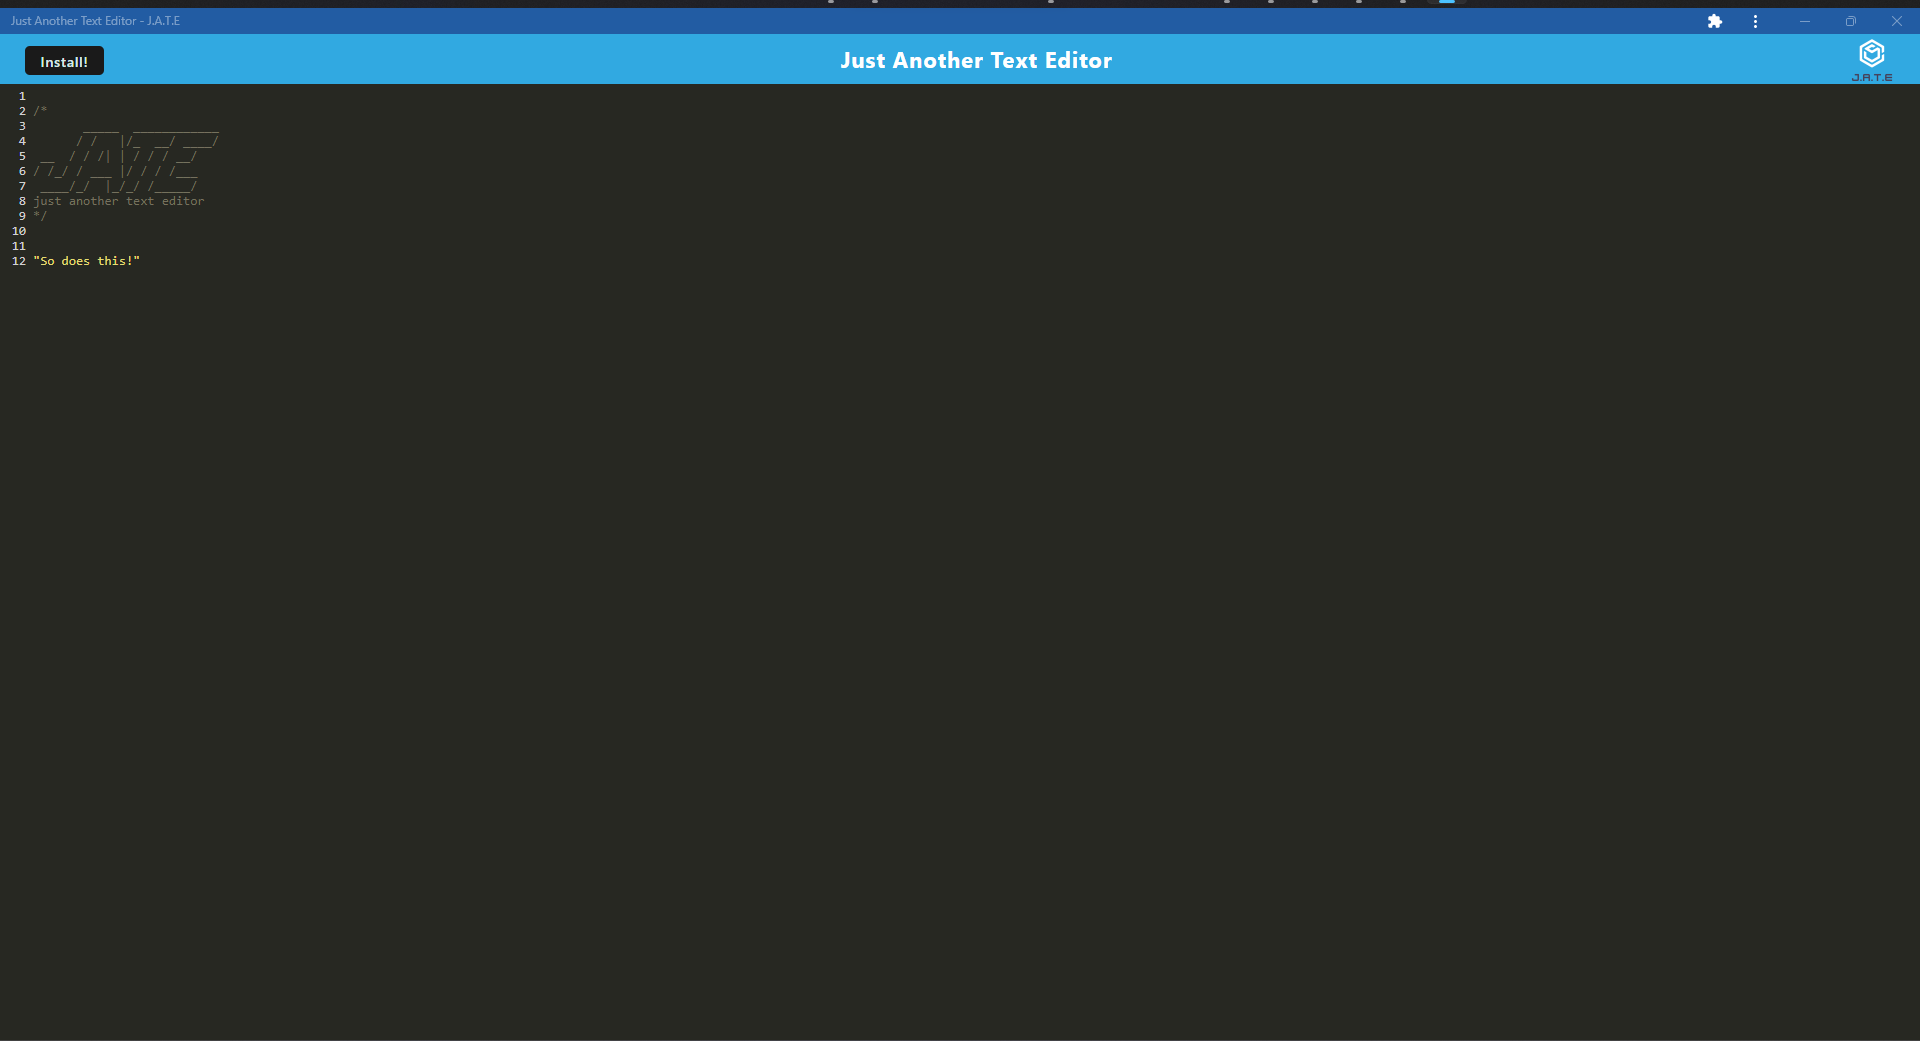 Just Another Text Editor - J.A.T.E
Install!
Just Another Text Editor
J.A.T.E
1
2 /*
3        _____  ____________
4       / /   |/_  __/ ____/
5  __  / / /| | / / / __/
6 / /_/ / ___ |/ / / /___
7  ____/_/  |_/_/ /_____/
8 just another text editor
9 */
10
11
12 "So does this!"